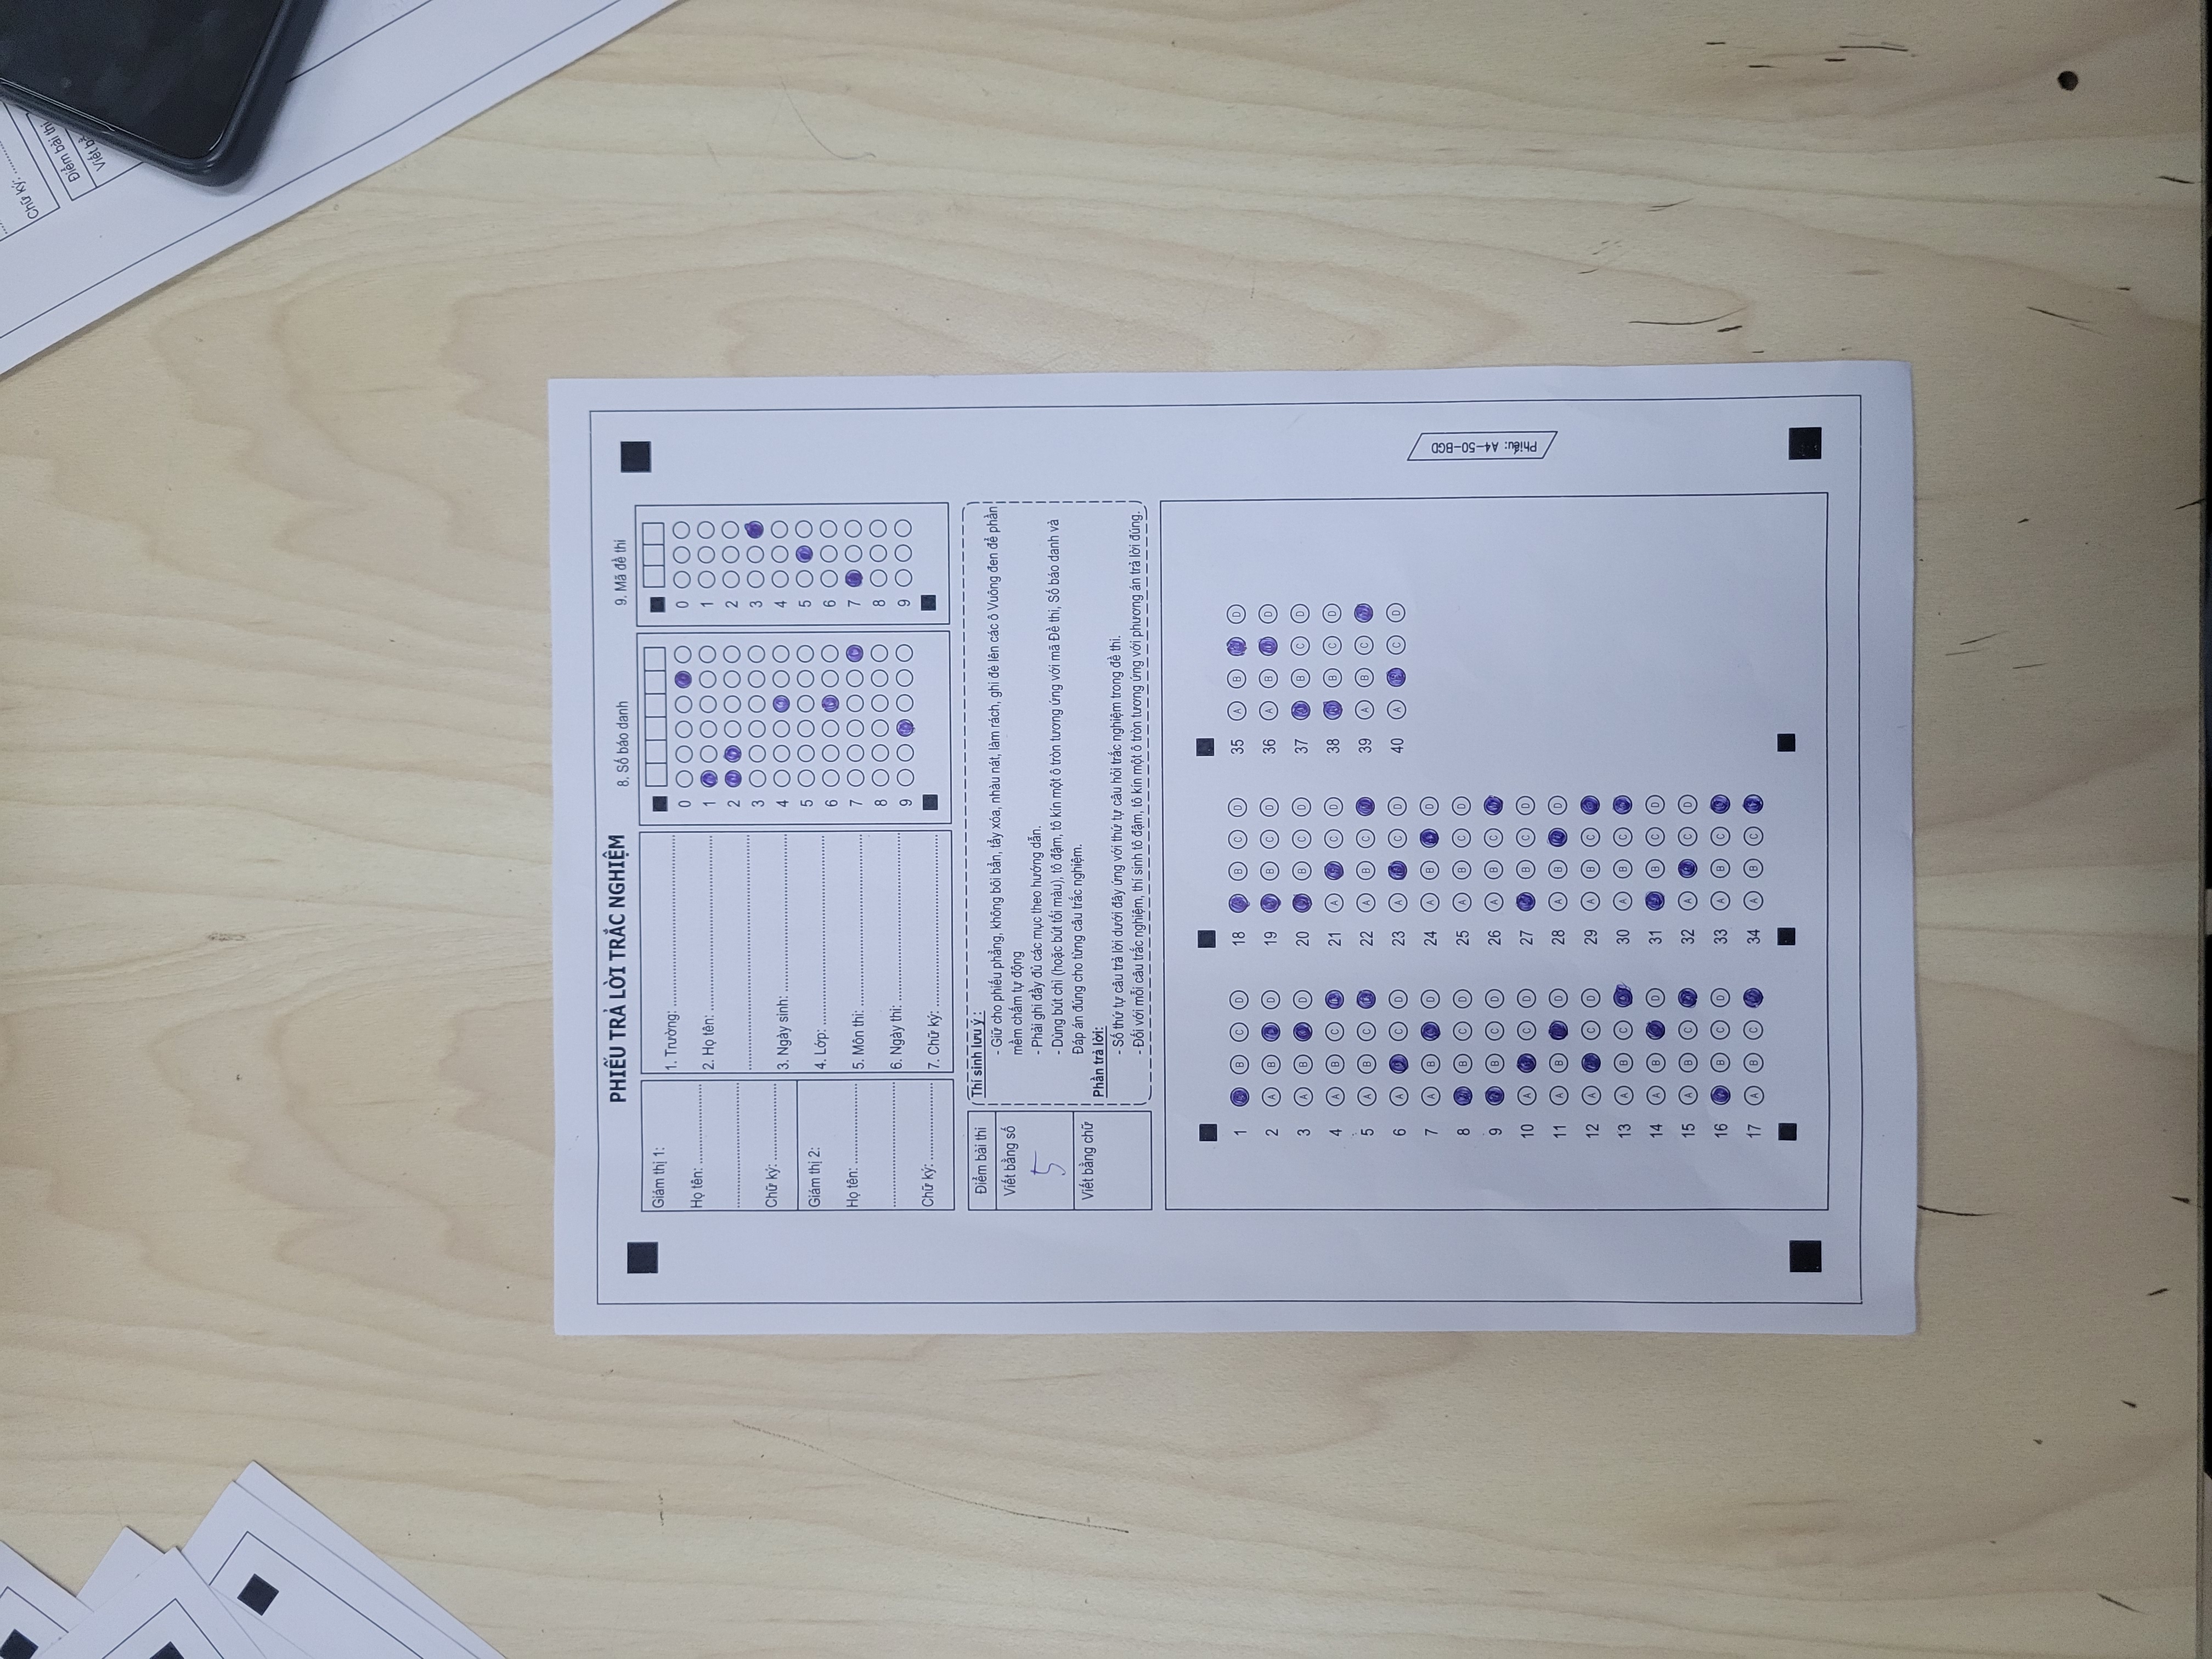 Chữ ký: ........
Điểm bài thi
PHIẾU TRẢ LỜI TRẮC NGHIỆM
8. Số báo danh
9. Mã đề thi
Giám thị 1:
Họ tên: ........................
........................
Chữ ký: ........................
Giám thị 2:
Họ tên: ........................
........................
Chữ ký: ........................
1. Trường: ........................
2. Họ tên: ........................
........................
3. Ngày sinh: ........................
4. Lớp: ........................
5. Môn thi: ........................
6. Ngày thi: ........................
7. Chữ ký: ........................
0
1
2
3
4
5
6
7
8
9
0
1
2
3
4
5
6
7
8
9
Điểm bài thi
Viết bằng số
5
Viết bằng chữ
Thí sinh lưu ý :
- Giữ cho phiếu phẳng, không bôi bẩn, tẩy xóa, nhàu nát, làm rách, ghi đè lên các ô Vuông đen để phần
mềm chấm tự động
- Phải ghi đầy đủ các mục theo hướng dẫn.
- Dùng bút chì (hoặc bút tối màu), tô đậm, tô kín một ô tròn tương ứng với mã Đề thi, Số báo danh và
Đáp án đúng cho từng câu trắc nghiệm.
Phần trả lời:
- Số thứ tự câu trả lời dưới đây ứng với thứ tự câu hỏi trắc nghiệm trong đề thi.
- Đối với mỗi câu trắc nghiệm, thí sinh tô đậm, tô kín một ô tròn tương ứng với phương án trả lời đúng.
1 B C D
2 A B D
3 A B D
4 A B C
5 A B C
6 A C D
7 A B D
8 B C D
9 B C D
10 A C D
11 A B D
12 A C D
13 A B C
14 A B D
15 A B C
16 B C D
17 A B C
18 B C D
19 B C D
20 B C D
21 A C D
22 A B C
23 A C D
24 A B D
25 A B C D
26 A B C
27 B C D
28 A B D
29 A B C
30 A B C
31 B C D
32 A C D
33 A B C
34 A B C
35 A B D
36 A B D
37 B C D
38 B C D
39 A B C
40 A C D
Phiếu: A4-50-BGD